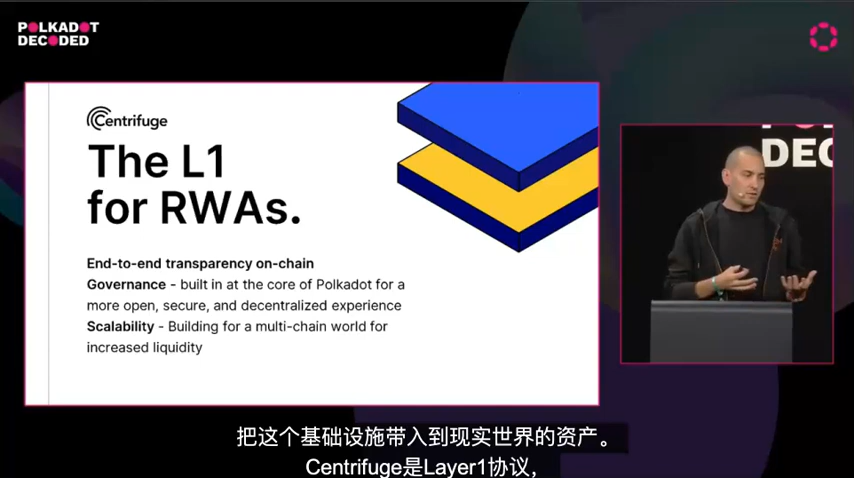 POLKADOT
DECODED
Centrifuge
The L1
for RWAs.
End-to-end transparency on-chain
Governance - built in at the core of Polkadot for a
more open, secure, and decentralized experience
Scalability - Building for a multi-chain world for
increased liquidity
DEC
把这个基础设施带入到现实世界的资产。
Centrifuge是Layer1协议，